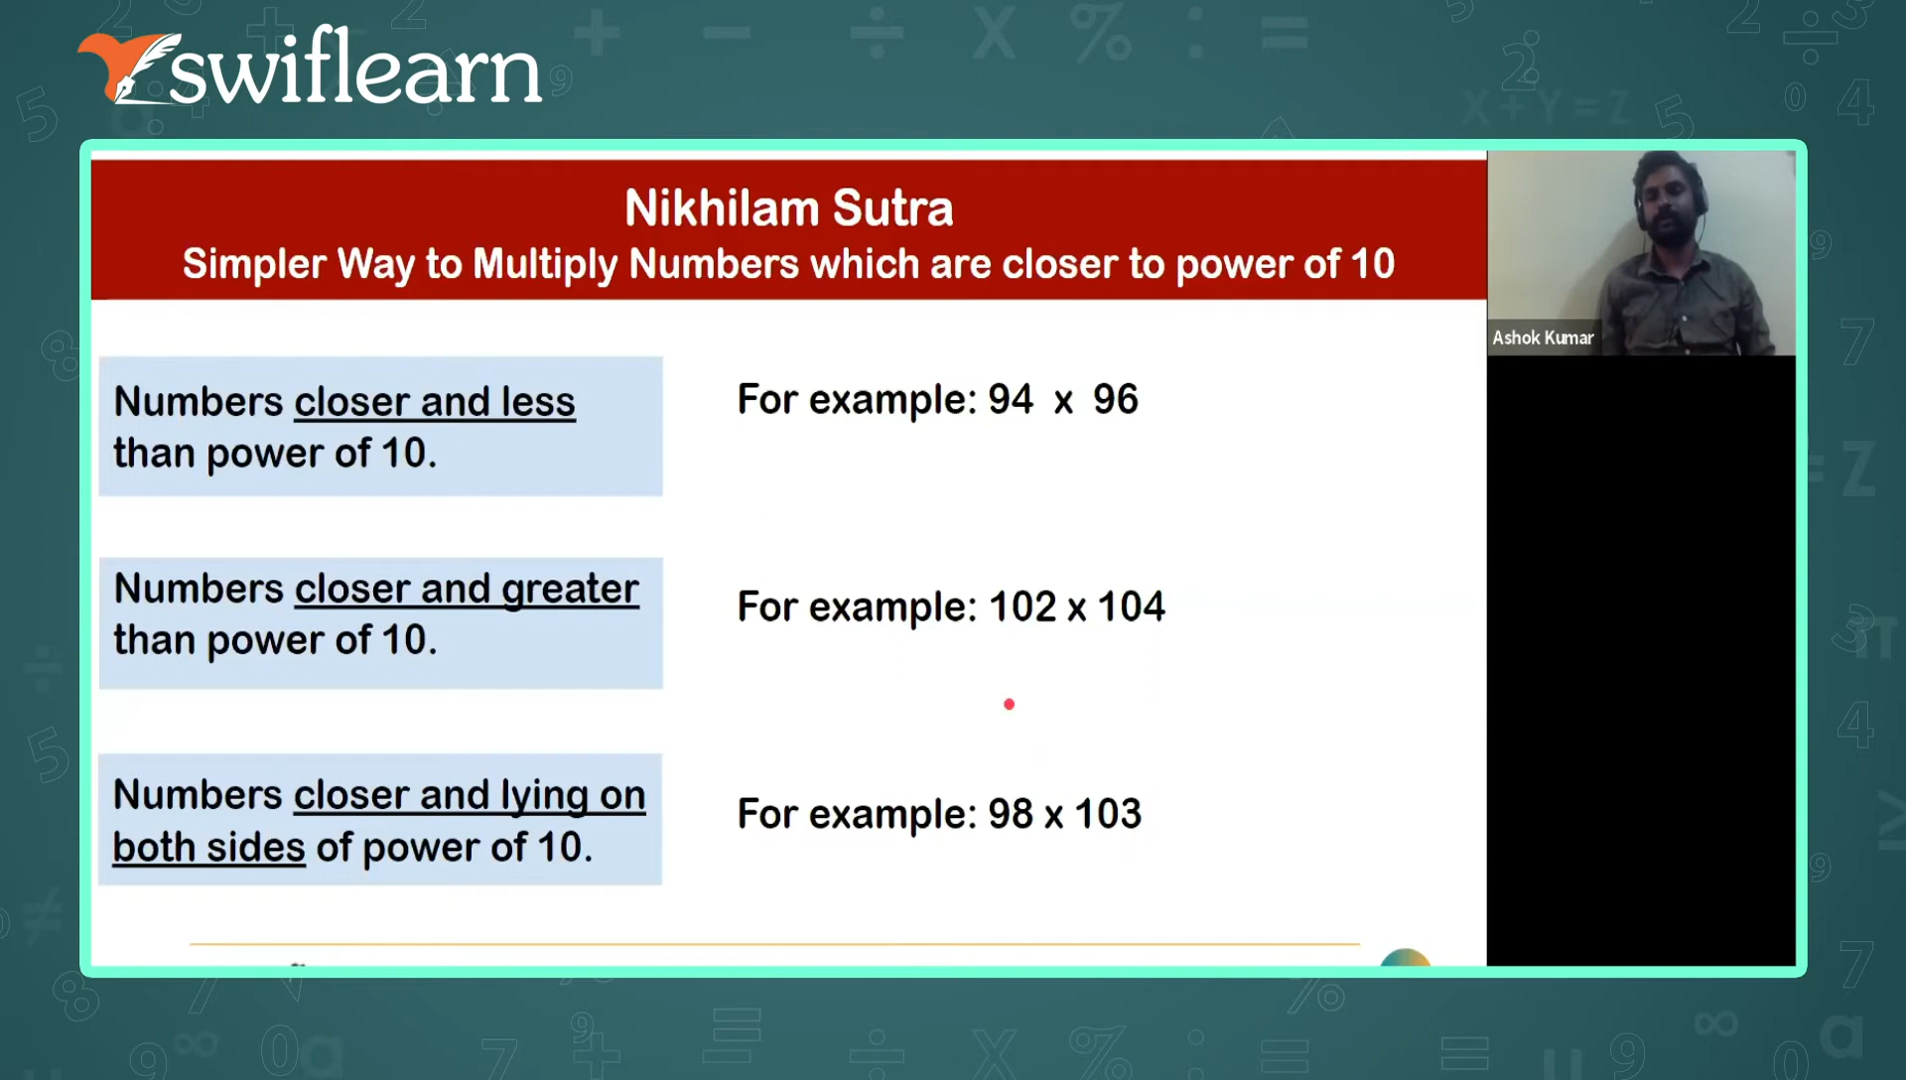 swiflearn
Nikhilam Sutra
Simpler Way to Multiply Numbers which are closer to power of 10
Ashok Kumar
Numbers closer and less
than power of 10.
For example: 94 x 96
Numbers closer and greater
than power of 10.
For example: 102 x 104
Numbers closer and lying on
both sides of power of 10.
For example: 98 x 103
X + Y = Z